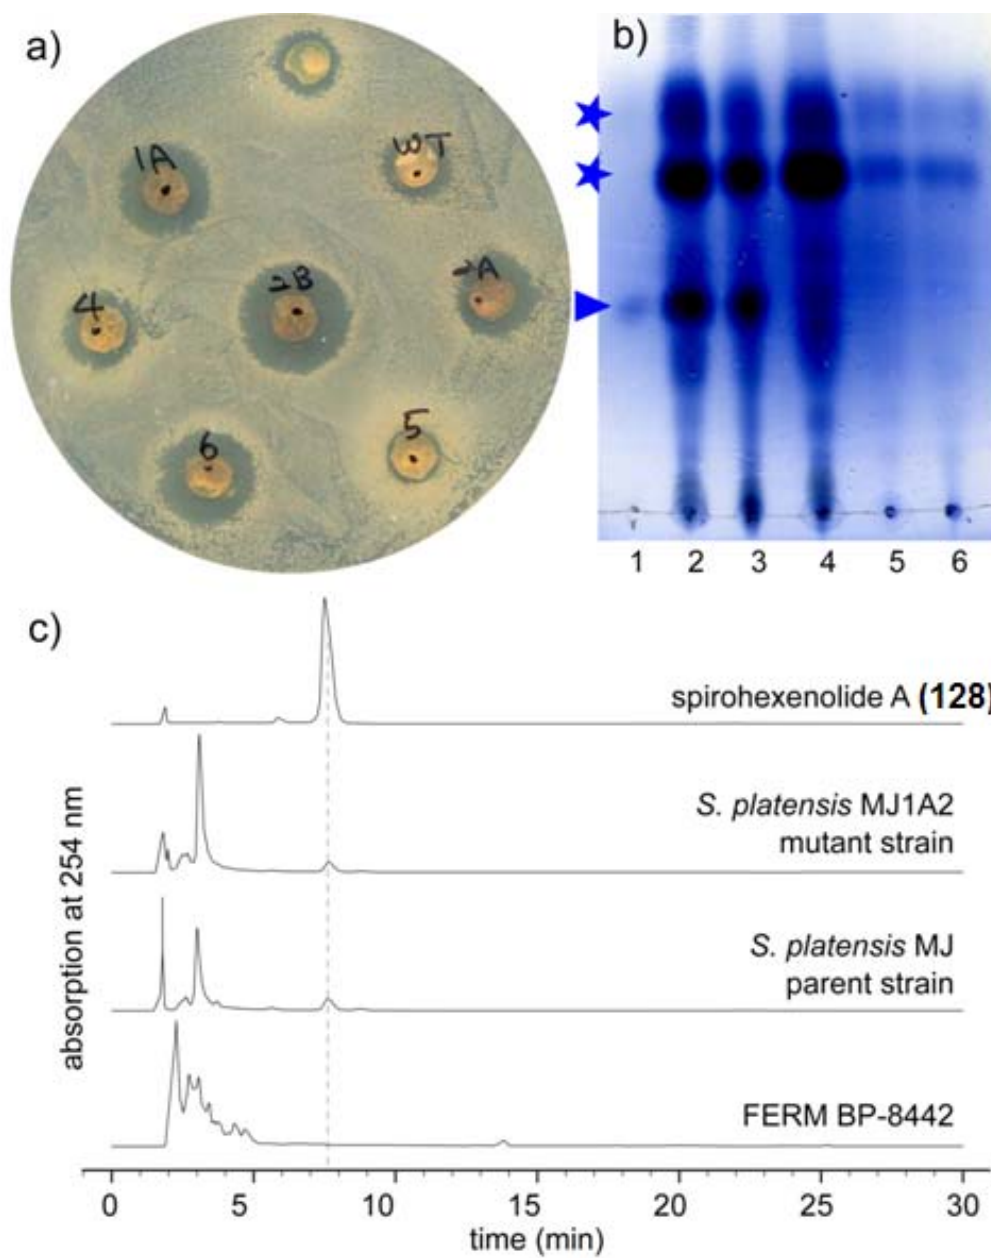 a)
b)
1A
WT
4
2B
2A
6
5
1 2 3 4 5 6
c)
absorption at 254 nm
spirohexenolide A (128)
S. platensis MJ1A2
mutant strain
S. platensis MJ
parent strain
FERM BP-8442
0 5 10 15 20 25 30
time (min)